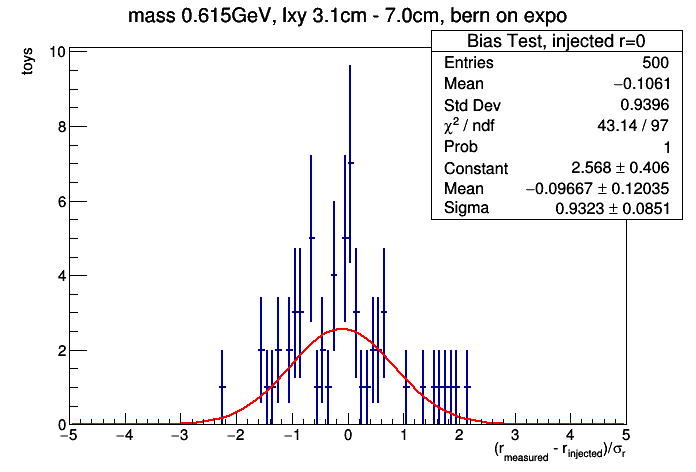 mass 0.615GeV, lxy 3.1cm - 7.0cm, bern on expo
Bias Test, injected r=0
Entries 500
Mean −0.1061
Std Dev 0.9396
χ² / ndf 43.14 / 97
Prob 1
Constant 2.568 ± 0.406
Mean −0.09667 ± 0.12035
Sigma 0.9323 ± 0.0851
toys
10
8
6
4
2
0
−5 −4 −3 −2 −1 0 1 2 3 4 5
(r_measured - r_injected)/σ_r